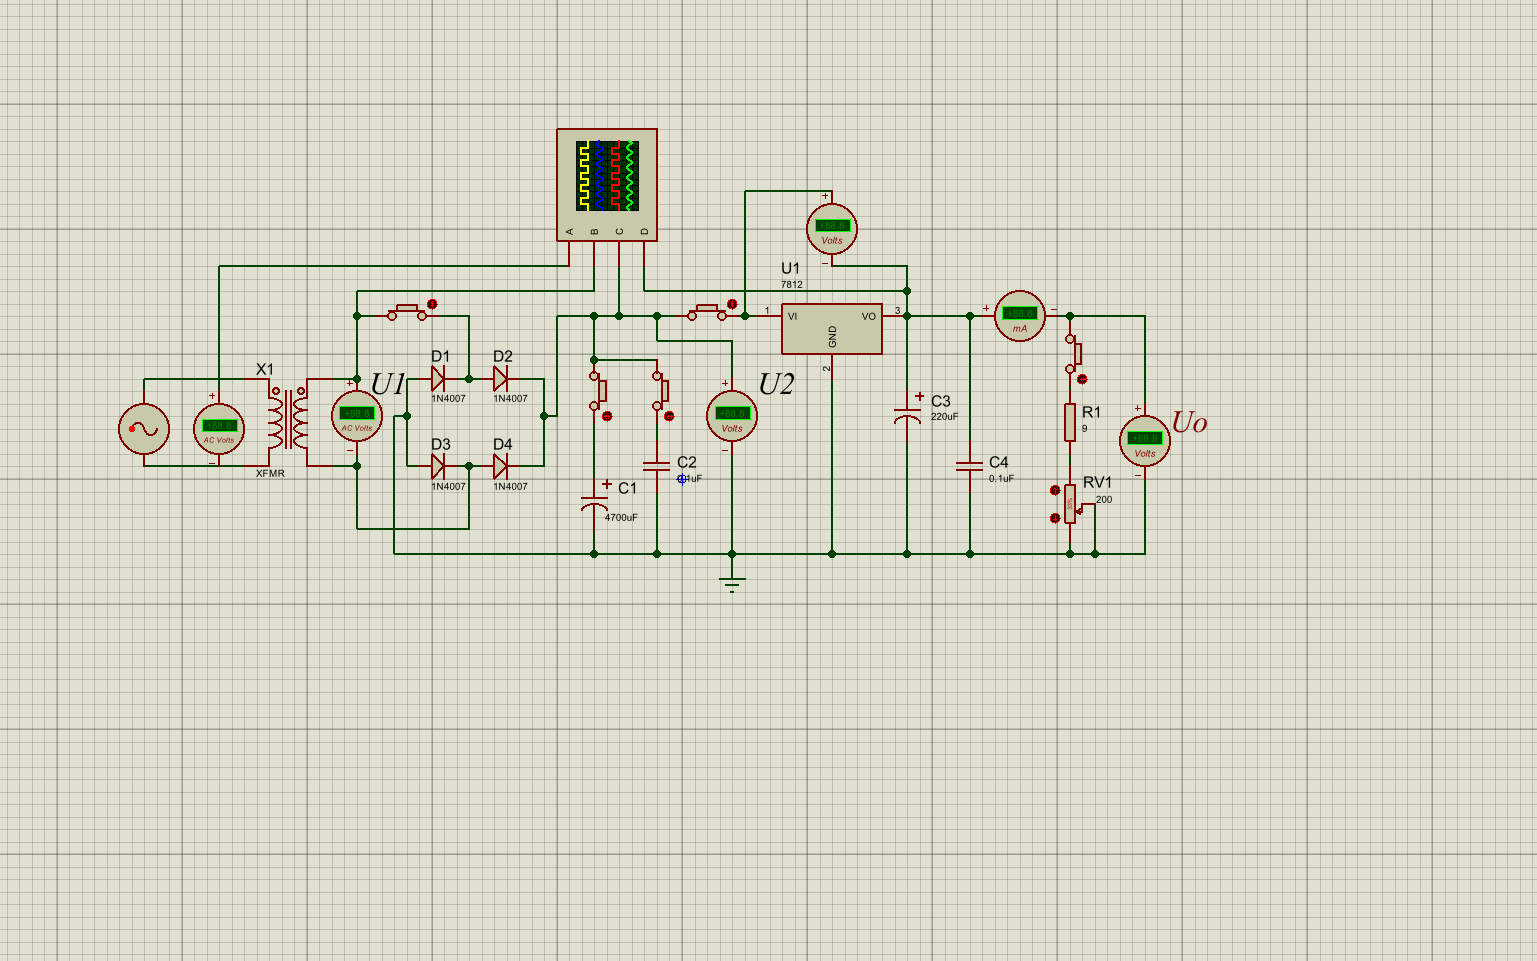 A
B
C
D
+
Volts
−
U1
7812
1
VI
VO
3
GND
2
+
mA
−
X1
XFMR
+
AC Volts
−
+
U1
AC Volts
−
D1
1N4007
D2
1N4007
D3
1N4007
D4
1N4007
+
C1
4700uF
C2
0.1uF
+
U2
Volts
−
+
C3
220uF
C4
0.1uF
R1
9
RV1
200
+
Uo
Volts
−